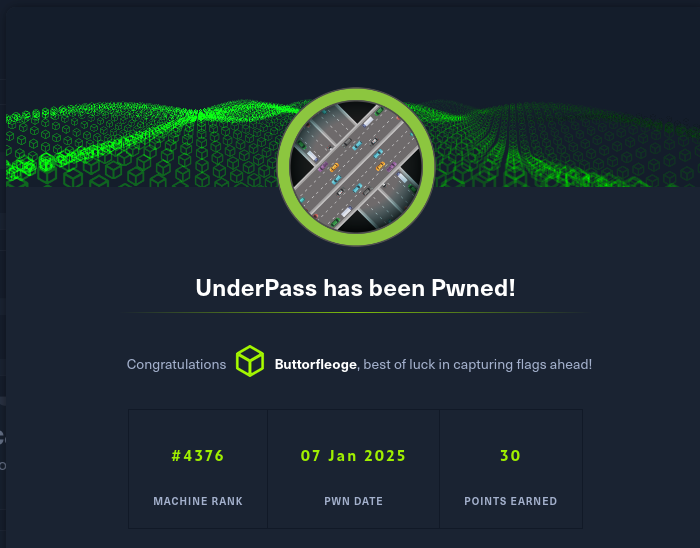 UnderPass has been Pwned!
Congratulations Buttorfleoge, best of luck in capturing flags ahead!
#4376 07 Jan 2025 30
MACHINE RANK PWN DATE POINTS EARNED